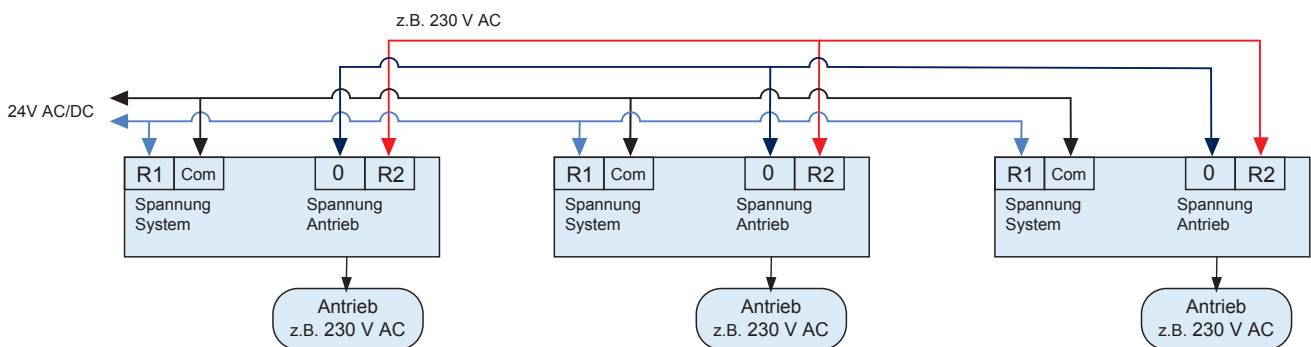 z.B. 230 V AC
24V AC/DC
R1 Com 0 R2
Spannung System
Spannung Antrieb
R1 Com 0 R2
Spannung System
Spannung Antrieb
R1 Com 0 R2
Spannung System
Spannung Antrieb
Antrieb
z.B. 230 V AC
Antrieb
z.B. 230 V AC
Antrieb
z.B. 230 V AC